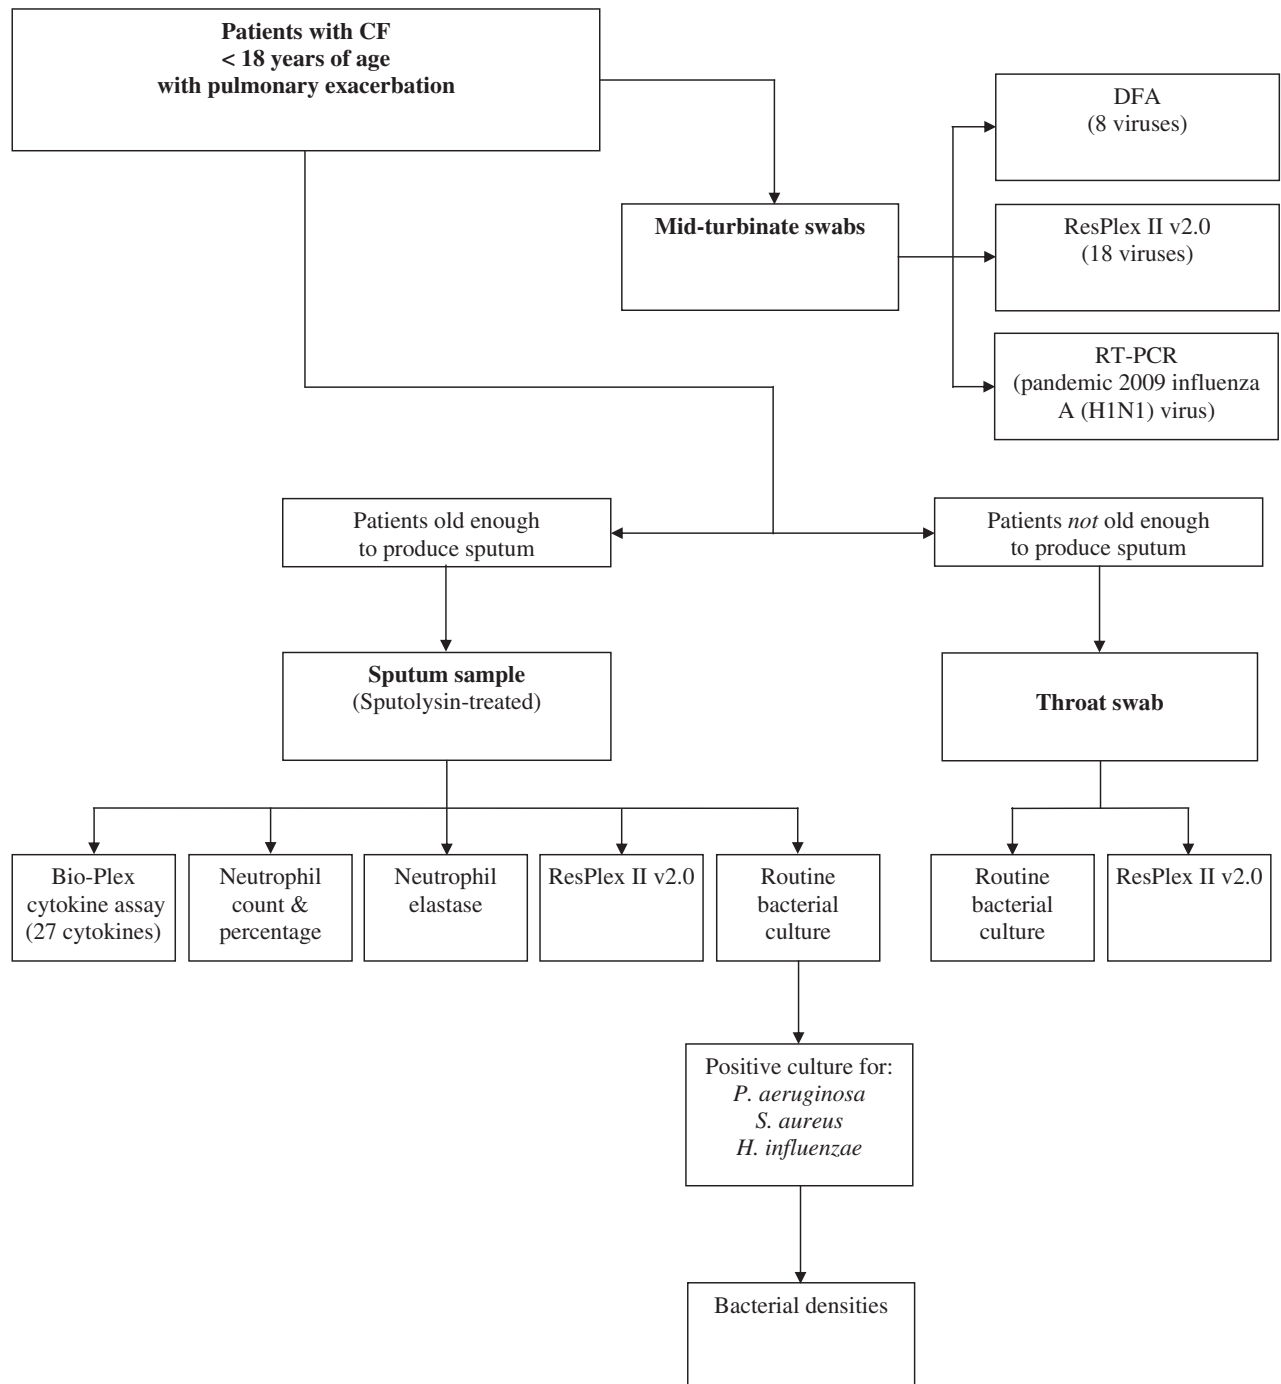 Patients with CF
< 18 years of age
with pulmonary exacerbation
DFA
(8 viruses)
Mid-turbinate swabs
ResPlex II v2.0
(18 viruses)
RT-PCR
(pandemic 2009 influenza
A (H1N1) virus)
Patients old enough
to produce sputum
Patients not old enough
to produce sputum
Sputum sample
(Sputolysin-treated)
Throat swab
Bio-Plex
cytokine assay
(27 cytokines)
Neutrophil
count &
percentage
Neutrophil
elastase
ResPlex II v2.0
Routine
bacterial
culture
Routine
bacterial
culture
ResPlex II v2.0
Positive culture for:
P. aeruginosa
S. aureus
H. influenzae
Bacterial densities